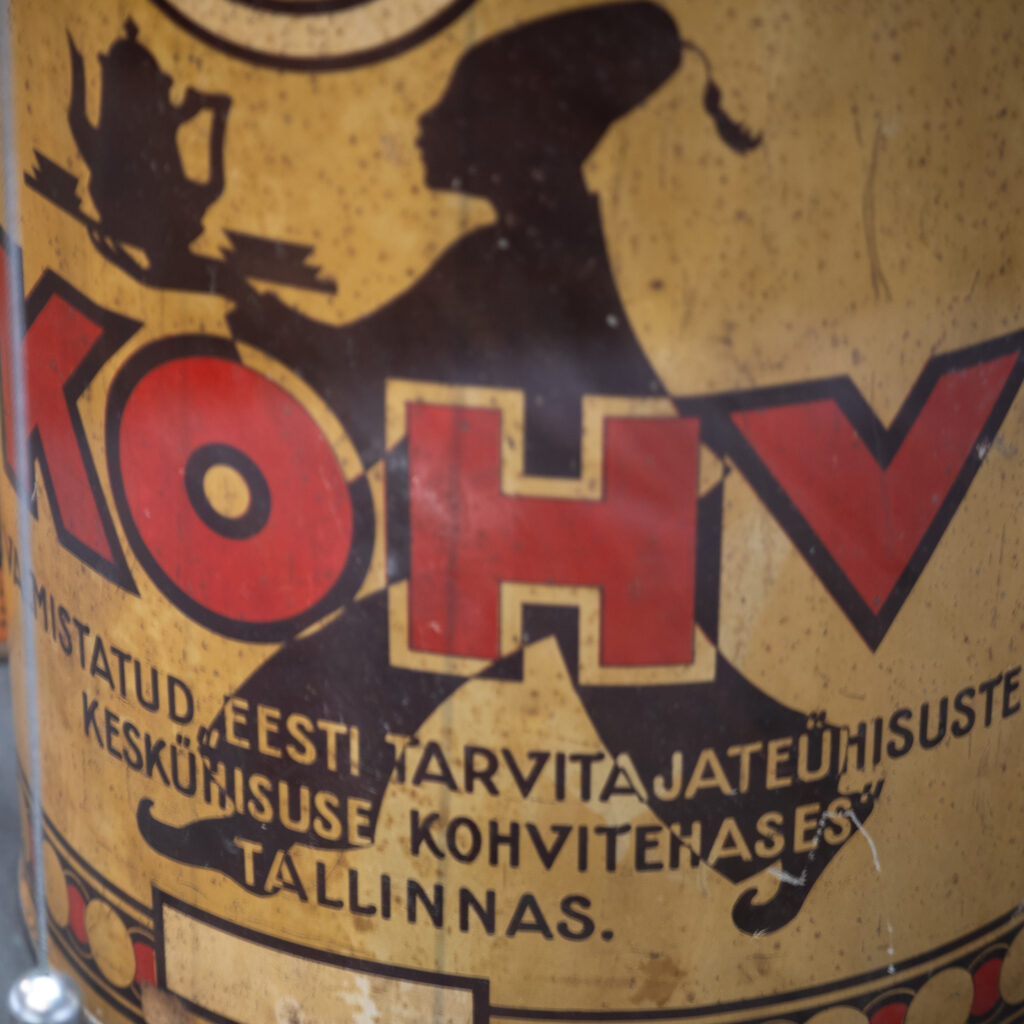 KOHV
VALMISTATUD „EESTI TARVITAJATEÜHISUSTE
KESKÜHISUSE KOHVITEHASES“
TALLINNAS.